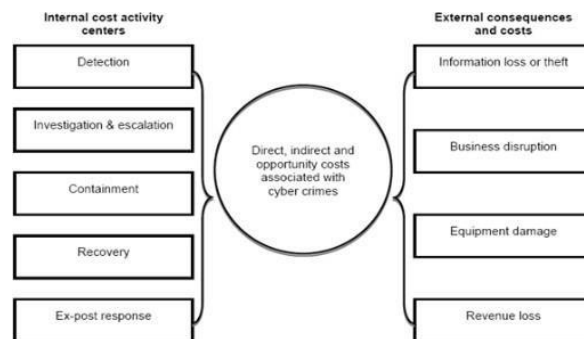 Internal cost activity
centers
Detection
Investigation & escalation
Containment
Recovery
Ex-post response
Direct, indirect and
opportunity costs
associated with
cyber crimes
External consequences
and costs
Information loss or theft
Business disruption
Equipment damage
Revenue loss